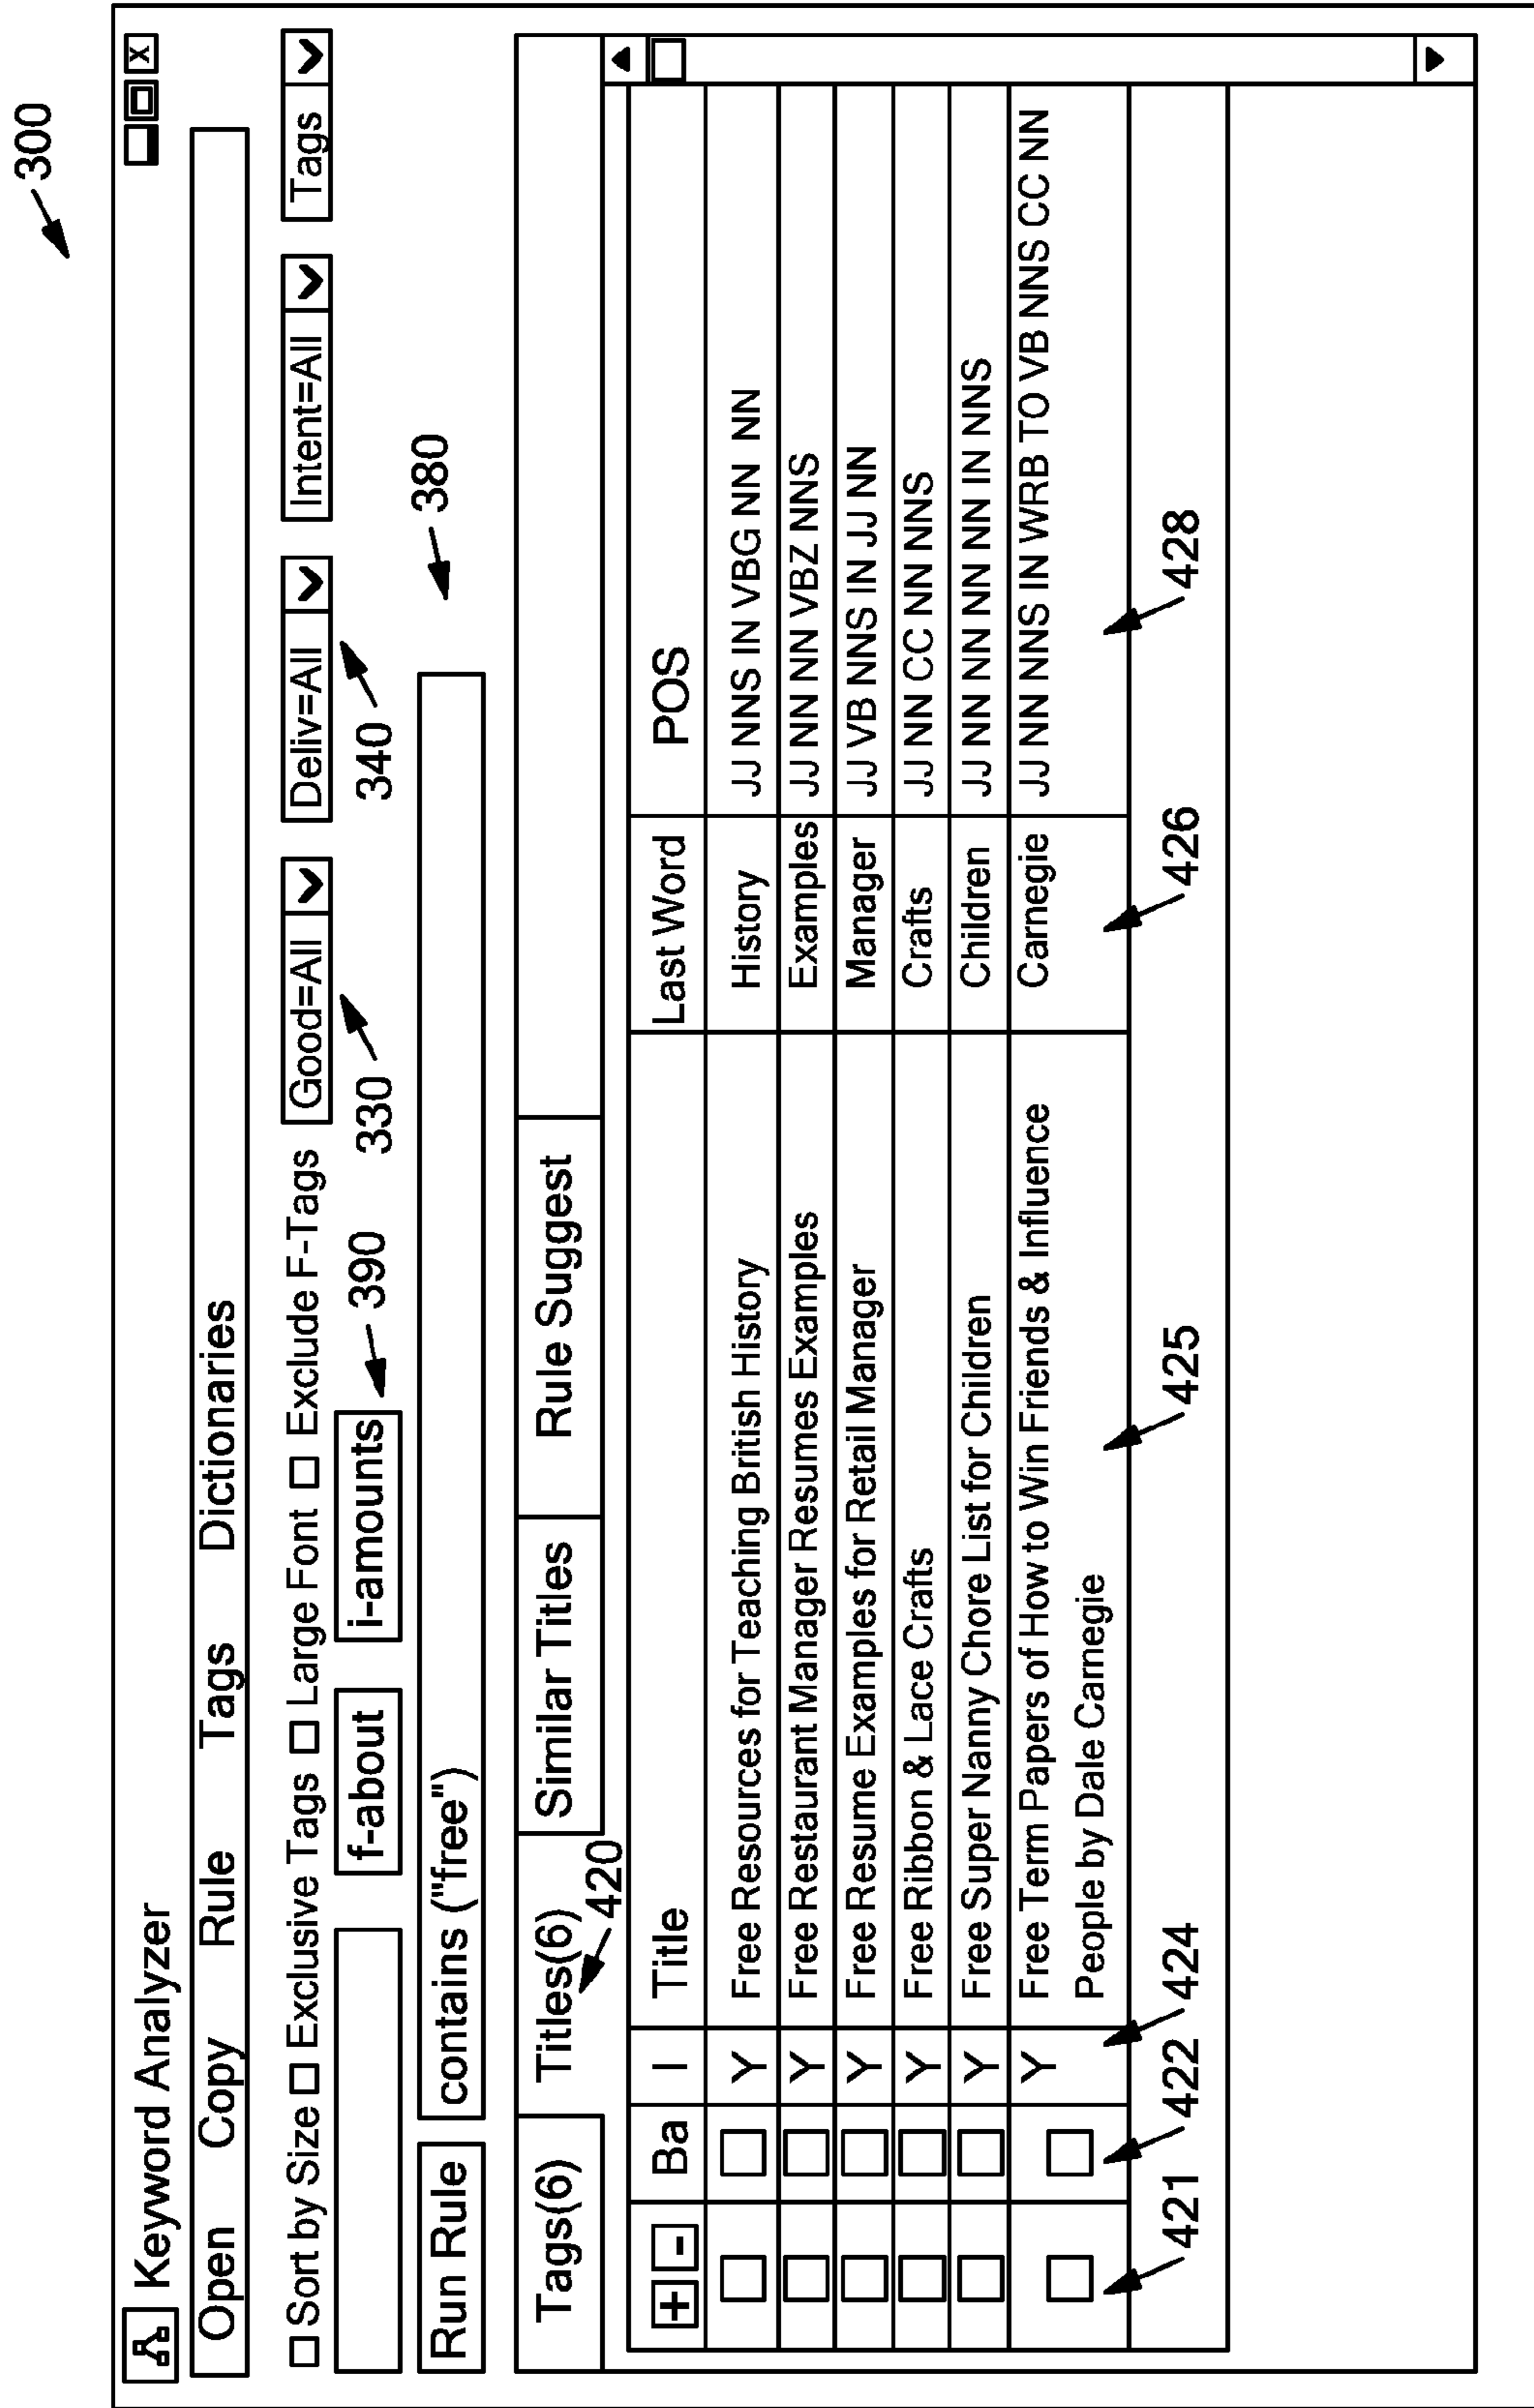 300
Keyword Analyzer X
Open Copy Rule Tags Dictionaries
Sort by Size Exclusive Tags Large Font Exclude F-Tags Good=All Deliv=All Intent=All Tags
f-about i-amounts 390 330 340
Run Rule contains ("free") 380
Tags(6) Titles(6) Similar Titles Rule Suggest
420
+ - Ba I Title Last Word POS
Y Free Resources for Teaching British History History JJ NNS IN VBG NN NN
Y Free Restaurant Manager Resumes Examples Examples JJ NN NN VBZ NNS
Y Free Resume Examples for Retail Manager Manager JJ VB NNS IN JJ NN
Y Free Ribbon & Lace Crafts Crafts JJ NN CC NN NNS
Y Free Super Nanny Chore List for Children Children JJ NN NN NN NN IN NNS
Y Free Term Papers of How to Win Friends & Influence Carnegie JJ NN NNS IN WRB TO VB NNS CC NN
People by Dale Carnegie
421 422 424 425 426 428